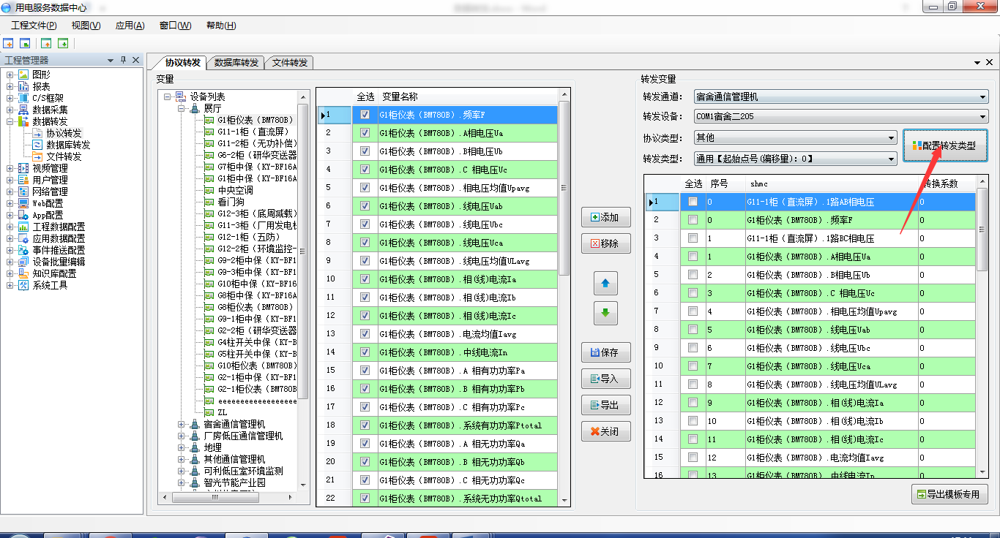 用电服务数据中心
工程文件(P) 视图(V) 应用(A) 窗口(W) 帮助(H)
工程管理器
图形
报表
C/S框架
数据采集
数据转发
协议转发
数据库转发
文件转发
视频管理
用户管理
网络管理
Web配置
App配置
工程数据配置
应用数据配置
事件推送配置
设备批量编辑
知识库配置
系统工具
协议转发 数据库转发 文件转发
变量
设备列表
展厅
G1柜仪表（BM780B）
G11-1柜（直流屏）
G11-2柜（无功补偿）
G6-2柜（研华变送器
G7柜中保（KY-BF16A
G1柜中保（KY-BF16A
中央空调
看门狗
G12-3柜（底周减载）
G11-3柜（厂用发电机
G12-1柜（五防）
G12-2柜（环境监控-
G9-2柜中保（KY-BF1
G9-3柜中保（KY-BF1
G10柜中保（KY-BF16
G8柜中保（KY-BF16A
G8柜仪表（BM780B）
G9-1柜中保（KY-BF1
G2-2柜（研华变送器
G4柱开关中保（KY-B
G5柱开关中保（KY-B
G10柜仪表（BM780B）
G2-1柜中保（KY-BF1
G2-1柜仪表（BM780B
eeeeeeeeeeeeeeeeeee
ZL
宿舍通信管理机
厂房低压通信管理机
地埋
其他通信管理机
可利低压室环境监测
智光节能产业园
全选 变量名称
1 G1柜仪表（BM780B）.频率F
2 G1柜仪表（BM780B）.A相电压Ua
3 G1柜仪表（BM780B）.B相电压Ub
4 G1柜仪表（BM780B）.C 相电压Uc
5 G1柜仪表（BM780B）.相电压均值Upavg
6 G1柜仪表（BM780B）.线电压Uab
7 G1柜仪表（BM780B）.线电压Ubc
8 G1柜仪表（BM780B）.线电压Uca
9 G1柜仪表（BM780B）.线电压均值ULavg
10 G1柜仪表（BM780B）.相(线)电流Ia
11 G1柜仪表（BM780B）.相(线)电流Ib
12 G1柜仪表（BM780B）.相(线)电流Ic
13 G1柜仪表（BM780B）.电流均值Iavg
14 G1柜仪表（BM780B）.中线电流In
15 G1柜仪表（BM780B）.A 相有功功率Pa
16 G1柜仪表（BM780B）.B 相有功功率Pb
17 G1柜仪表（BM780B）.C 相有功功率Pc
18 G1柜仪表（BM780B）.系统有功功率Ptotal
19 G1柜仪表（BM780B）.A 相无功功率Qa
20 G1柜仪表（BM780B）.B 相无功功率Qb
21 G1柜仪表（BM780B）.C 相无功功率Qc
22 G1柜仪表（BM780B）.系统无功功率Qtotal
添加
移除
保存
导入
导出
关闭
转发变量
转发通道： 宿舍通信管理机
转发设备： COM1宿舍二205
协议类型： 其他
转发类型： 通用【起始点号(偏移量)：0】
配置转发类型
全选 序号 shmc 转换系数
1 0 G11-1柜（直流屏）.1路AB相电压 0
2 0 G1柜仪表（BM780B）.频率F 0
3 1 G11-1柜（直流屏）.1路BC相电压 0
4 1 G1柜仪表（BM780B）.A相电压Ua 0
5 2 G1柜仪表（BM780B）.B相电压Ub 0
6 3 G1柜仪表（BM780B）.C 相电压Uc 0
7 4 G1柜仪表（BM780B）.相电压均值Upavg 0
8 5 G1柜仪表（BM780B）.线电压Uab 0
9 6 G1柜仪表（BM780B）.线电压Ubc 0
10 7 G1柜仪表（BM780B）.线电压Uca 0
11 8 G1柜仪表（BM780B）.线电压均值ULavg 0
12 9 G1柜仪表（BM780B）.相(线)电流Ia 0
13 10 G1柜仪表（BM780B）.相(线)电流Ib 0
14 11 G1柜仪表（BM780B）.相(线)电流Ic 0
15 12 G1柜仪表（BM780B）.电流均值Iavg 0
16 13 G1柜仪表（BM780B）.中线电流In 0
导出模板专用